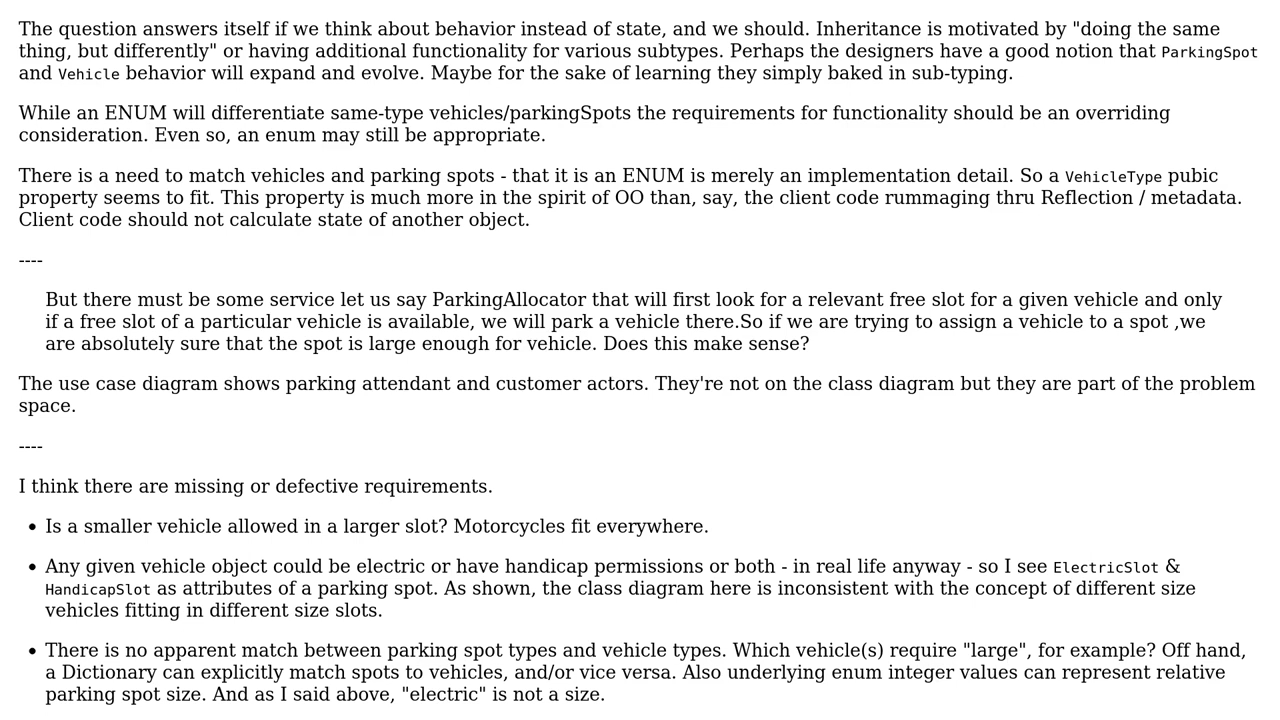 The question answers itself if we think about behavior instead of state, and we should. Inheritance is motivated by "doing the same
thing, but differently" or having additional functionality for various subtypes. Perhaps the designers have a good notion that ParkingSpot
and Vehicle behavior will expand and evolve. Maybe for the sake of learning they simply baked in sub-typing.
While an ENUM will differentiate same-type vehicles/parkingSpots the requirements for functionality should be an overriding
consideration. Even so, an enum may still be appropriate.
There is a need to match vehicles and parking spots - that it is an ENUM is merely an implementation detail. So a VehicleType pubic
property seems to fit. This property is much more in the spirit of OO than, say, the client code rummaging thru Reflection / metadata.
Client code should not calculate state of another object.
----
But there must be some service let us say ParkingAllocator that will first look for a relevant free slot for a given vehicle and only
if a free slot of a particular vehicle is available, we will park a vehicle there.So if we are trying to assign a vehicle to a spot ,we
are absolutely sure that the spot is large enough for vehicle. Does this make sense?
The use case diagram shows parking attendant and customer actors. They're not on the class diagram but they are part of the problem
space.
----
I think there are missing or defective requirements.
• Is a smaller vehicle allowed in a larger slot? Motorcycles fit everywhere.
• Any given vehicle object could be electric or have handicap permissions or both - in real life anyway - so I see ElectricSlot &
HandicapSlot as attributes of a parking spot. As shown, the class diagram here is inconsistent with the concept of different size
vehicles fitting in different size slots.
• There is no apparent match between parking spot types and vehicle types. Which vehicle(s) require "large", for example? Off hand,
a Dictionary can explicitly match spots to vehicles, and/or vice versa. Also underlying enum integer values can represent relative
parking spot size. And as I said above, "electric" is not a size.